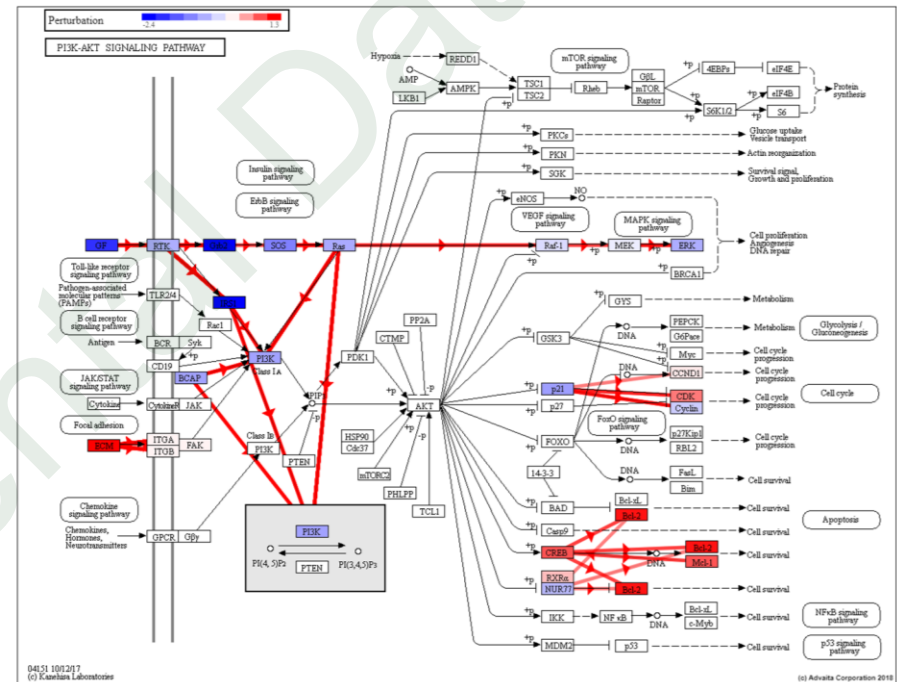 Perturbation
-2.4
1.3
PI3K-AKT SIGNALING PATHWAY
Hypoxia
REDD1
AMP
LKB1
AMPK
TSC1
TSC2
mTOR signaling
pathway
Rheb
GβL
mTOR
Raptor
+p
4EBPs
eIF4E
S6K1/2
+p
eIF4B
+p
S6
+p
Protein
synthesis
+p
PKCs
Glucose uptake
Vesicle transport
PKN
Actin reorganization
SGK
Survival signal,
Growth and proliferation
Insulin signaling
pathway
ErbB signaling
pathway
+p
eNOS
NO
VEGF signaling
pathway
MAPK signaling
pathway
GF
RTK
SOS
Ras
Raf-1
MEK
+p
ERK
Cell proliferation
Angiogenesis
DNA repair
BRCA1
Toll-like receptor
signaling pathway
Pathogen-associated
molecular patterns
(PAMPs)
TLR2/4
Rac1
B cell receptor
signaling pathway
Antigen
BCR
Syk
+p
CD19
BCAP
PI3K
Class IA
PDK1
CTMP
PP2A
+p
-p
JAK/STAT
signaling pathway
Cytokine
CytokineR
JAK
PIP3
AKT
Focal adhesion
ECM
ITGA
ITGB
FAK
Class IB
PI3K
PTEN
HSP90
Cdc37
mTORC2
PHLPP
TCL1
+p
-p
Chemokine
signaling pathway
Chemokines,
Hormones,
Neurotransmitters
GPCR
Gβγ
PI3K
PI(4, 5)P2
PTEN
PI(3,4,5)P3
GYS
Metabolism
+p
GSK3
DNA
PEPCK
G6Pace
Metabolism
Glycolysis /
Gluconeogenesis
+p
Myc
Cell cycle
progression
DNA
CCND1
Cell cycle
progression
+p
p21
CDK
Cyclin
Cell cycle
progression
Cell cycle
+p
p27
FoxO signaling
pathway
+p
FOXO
DNA
p27Kip1
RBL2
Cell cycle
progression
14-3-3
DNA
FasL
Bim
Cell survival
+p
BAD
Bcl-xL
Bcl-2
Cell survival
Apoptosis
+p
Casp9
Cell survival
+p
CREB
DNA
Bcl-2
Mcl-1
Cell survival
RXRα
NUR77
+p
Bcl-2
Cell survival
+p
IKK
NFκB
DNA
Bcl-xL
c-Myb
Cell survival
NFκB signaling
pathway
+p
MDM2
p53
Cell survival
p53 signaling
pathway
04151 10/12/17
(c) Kanehisa Laboratories
(c) Advaita Corporation 2018